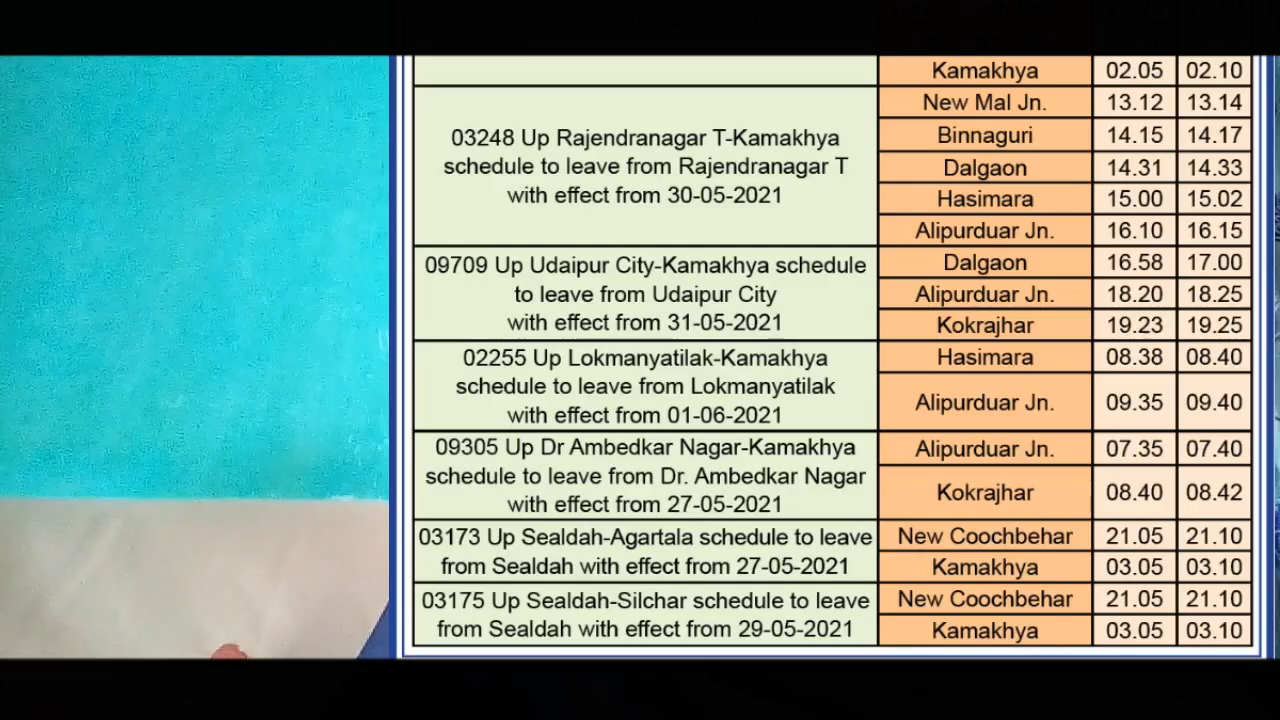 Kamakhya 02.05 02.10
03248 Up Rajendranagar T-Kamakhya
schedule to leave from Rajendranagar T
with effect from 30-05-2021
New Mal Jn. 13.12 13.14
Binnaguri 14.15 14.17
Dalgaon 14.31 14.33
Hasimara 15.00 15.02
Alipurduar Jn. 16.10 16.15
09709 Up Udaipur City-Kamakhya schedule
to leave from Udaipur City
with effect from 31-05-2021
Dalgaon 16.58 17.00
Alipurduar Jn. 18.20 18.25
Kokrajhar 19.23 19.25
02255 Up Lokmanyatilak-Kamakhya
schedule to leave from Lokmanyatilak
with effect from 01-06-2021
Hasimara 08.38 08.40
Alipurduar Jn. 09.35 09.40
09305 Up Dr Ambedkar Nagar-Kamakhya
schedule to leave from Dr. Ambedkar Nagar
with effect from 27-05-2021
Alipurduar Jn. 07.35 07.40
Kokrajhar 08.40 08.42
03173 Up Sealdah-Agartala schedule to leave
from Sealdah with effect from 27-05-2021
New Coochbehar 21.05 21.10
Kamakhya 03.05 03.10
03175 Up Sealdah-Silchar schedule to leave
from Sealdah with effect from 29-05-2021
New Coochbehar 21.05 21.10
Kamakhya 03.05 03.10